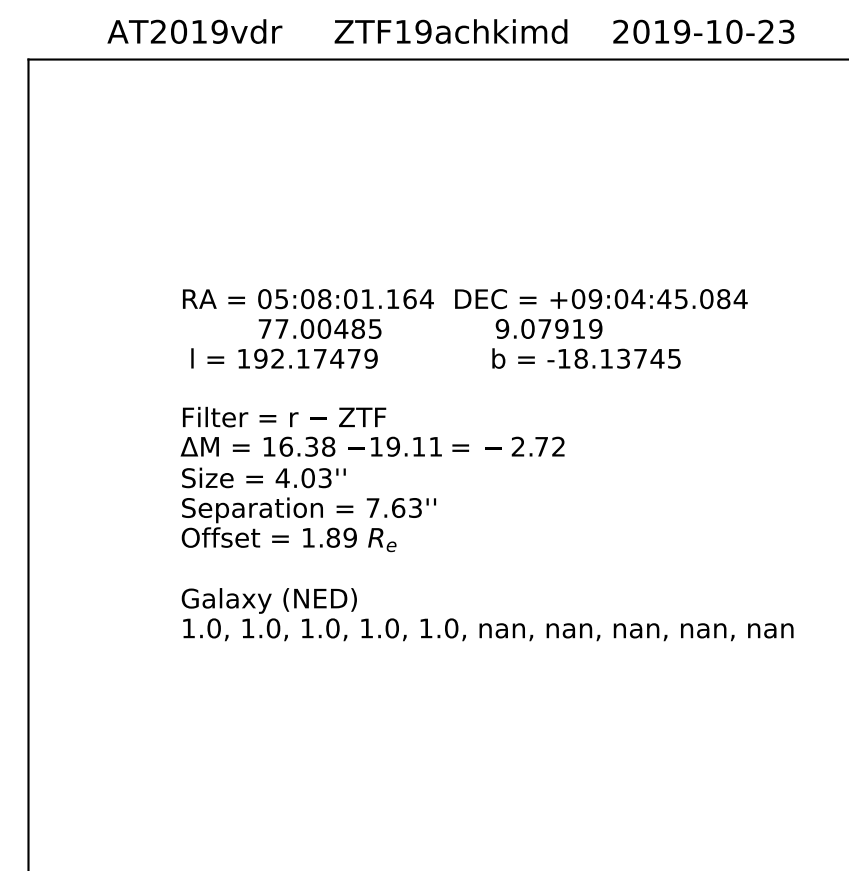 AT2019vdr ZTF19achkimd 2019-10-23
RA = 05:08:01.164 DEC = +09:04:45.084
77.00485 9.07919
l = 192.17479 b = -18.13745
Filter = r − ZTF
ΔM = 16.38 −19.11 = − 2.72
Size = 4.03''
Separation = 7.63''
Offset = 1.89 Re
Galaxy (NED)
1.0, 1.0, 1.0, 1.0, 1.0, nan, nan, nan, nan, nan